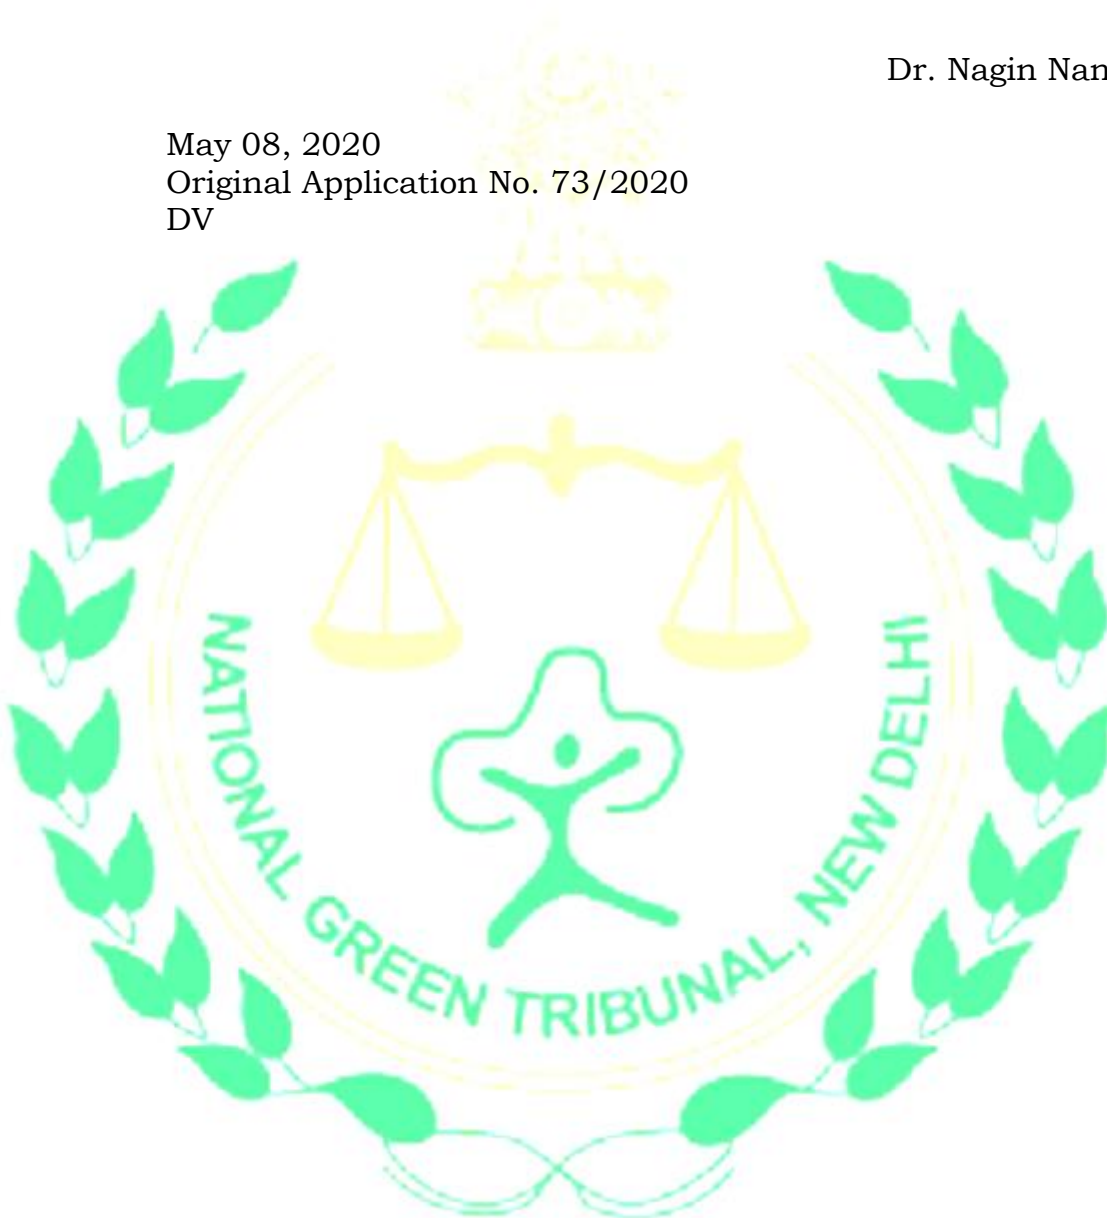 Dr. Nagin Nan
May 08, 2020
Original Application No. 73/2020
DV
NATIONAL GREEN TRIBUNAL, NEW DELHI